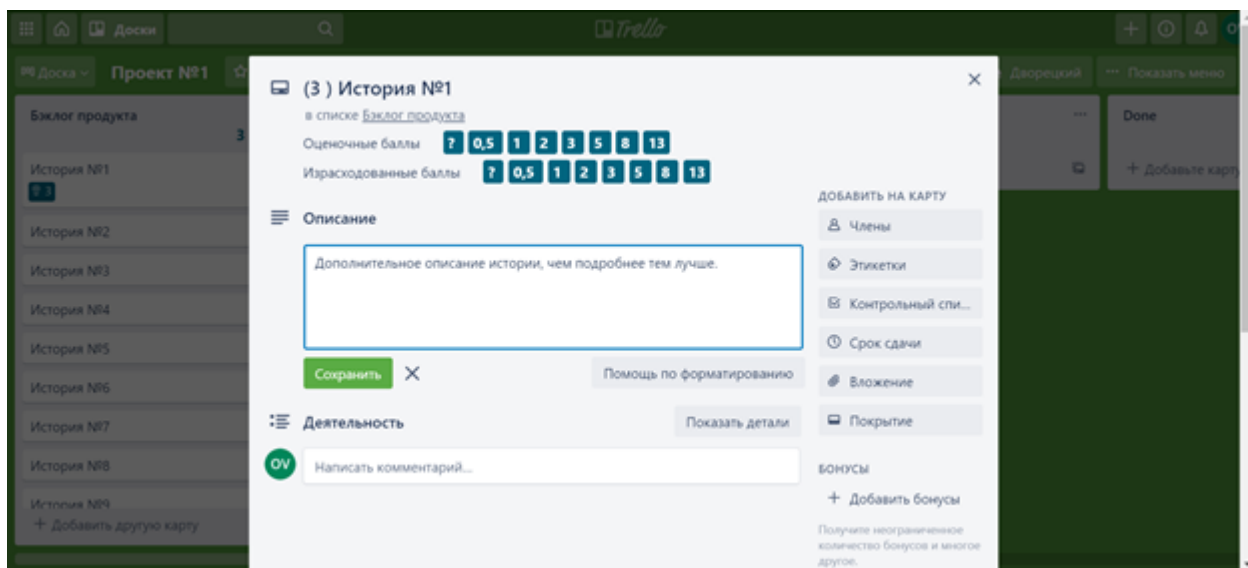 Доски
Trello
Доска
Проект №1
Дворецкий
Показать меню
Бэклог продукта
3
История №1
3
История №2
История №3
История №4
История №5
История №6
История №7
История №8
История №9
+ Добавить другую карту
(3 ) История №1
в списке Бэклог продукта
Оценочные баллы ? 0,5 1 2 3 5 8 13
Израсходованные баллы ? 0,5 1 2 3 5 8 13
Описание
Дополнительное описание истории, чем подробнее тем лучше.
Сохранить
Помощь по форматированию
Деятельность
Показать детали
OV
Написать комментарий...
ДОБАВИТЬ НА КАРТУ
Члены
Этикетки
Контрольный спи...
Срок сдачи
Вложение
Покрытие
БОНУСЫ
+ Добавить бонусы
Получите неограниченное
количество бонусов и многое
другое.
Done
+ Добавьте карту